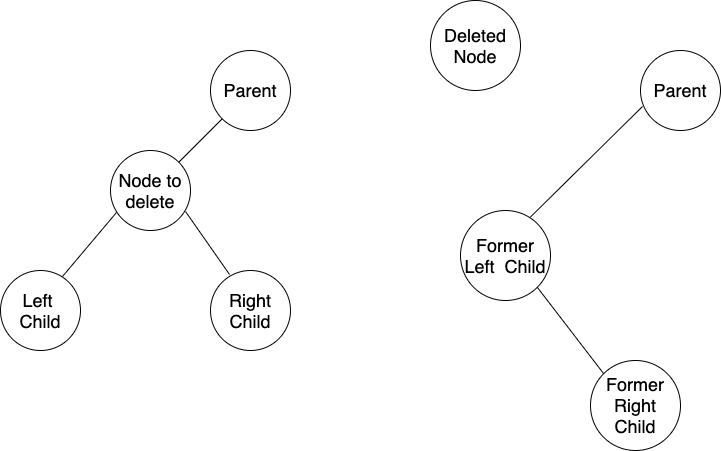 Parent
Node to
delete
Left
Child
Right
Child
Deleted
Node
Parent
Former
Left Child
Former
Right
Child